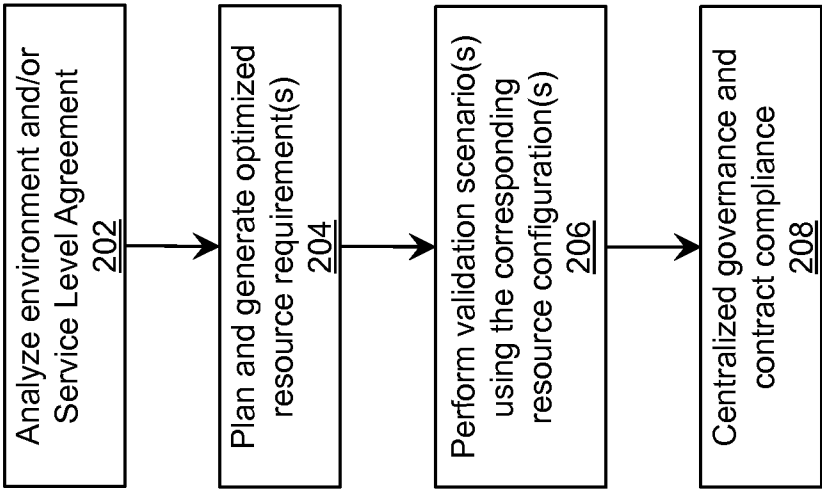 Analyze environment and/or
Service Level Agreement
202
Plan and generate optimized
resource requirement(s)
204
Perform validation scenario(s)
using the corresponding
resource configuration(s)
206
Centralized governance and
contract compliance
208